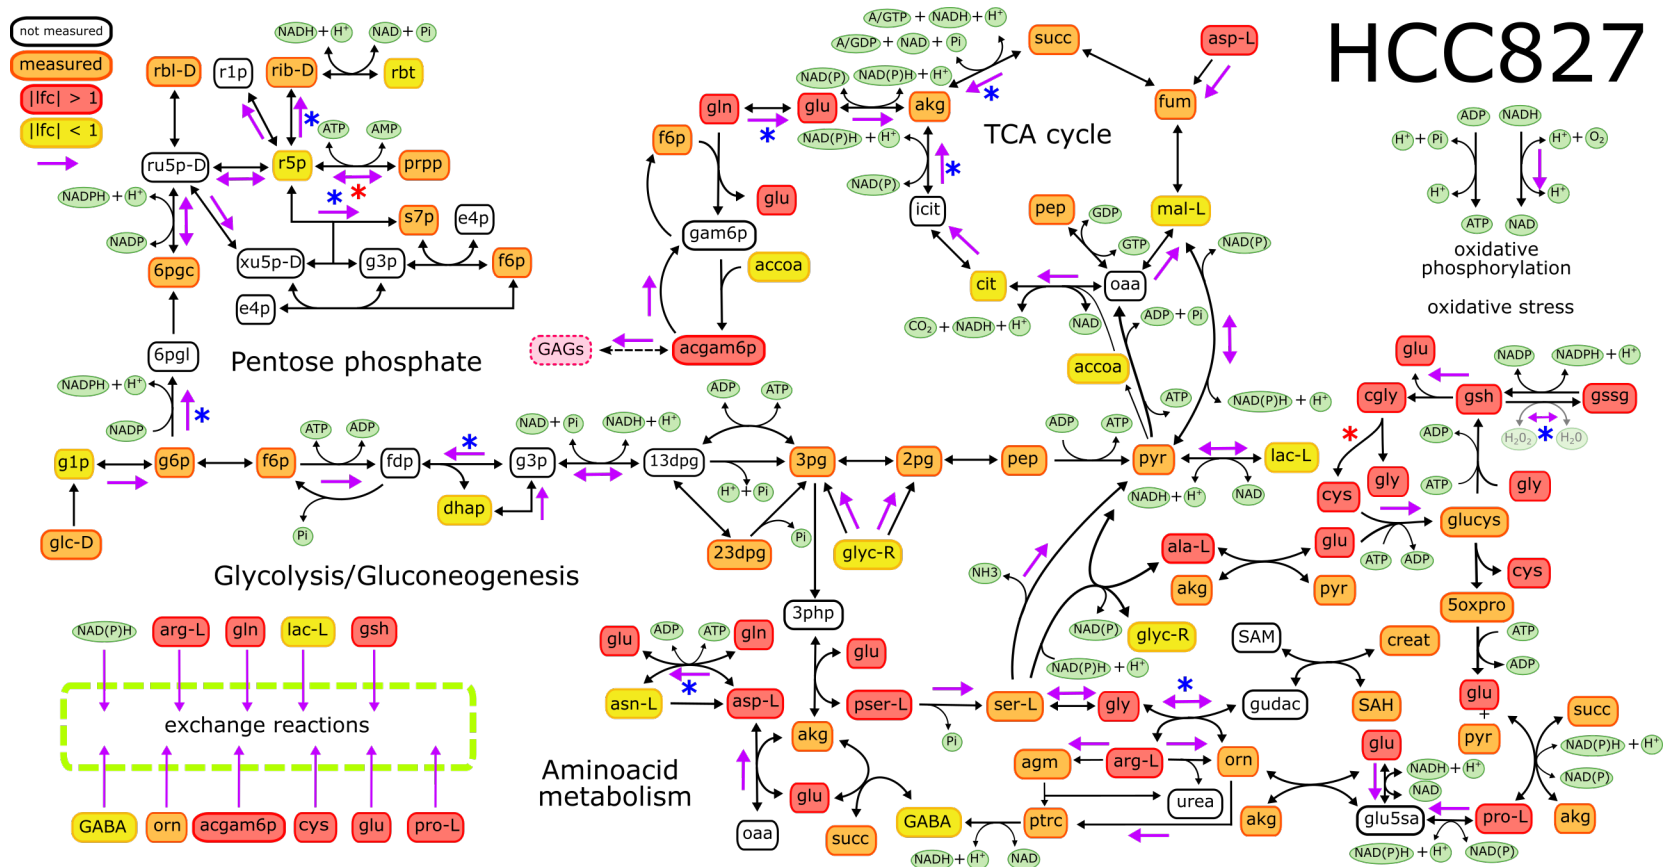 HCC827
not measured
measured
|lfc| > 1
|lfc| < 1
NADH + H⁺
NAD + Pi
rbl-D
r1p
rib-D
rbt
ATP
AMP
ru5p-D
r5p
prpp
NADPH + H⁺
NADP
s7p
e4p
xu5p-D
g3p
f6p
6pgc
e4p
6pgl
Pentose phosphate
NADPH + H⁺
NADP
ATP
ADP
g1p
g6p
f6p
fdp
g3p
dhap
Pi
glc-D
NAD + Pi
NADH + H⁺
13dpg
ADP
ATP
3pg
2pg
pep
H⁺ + Pi
23dpg
Pi
glyc-R
Glycolysis/Gluconeogenesis
ADP
ATP
pyr
lac-L
NADH + H⁺
NAD
f6p
gln
glu
glu
gam6p
accoa
GAGs
acgam6p
A/GTP + NADH + H⁺
A/GDP + NAD + Pi
NAD(P)
NAD(P)H + H⁺
succ
asp-L
akg
fum
TCA cycle
NAD(P)H + H⁺
NAD(P)
icit
pep
GDP
GTP
mal-L
NAD(P)
cit
oaa
CO₂ + NADH + H⁺
NAD
ADP + Pi
accoa
ATP
NAD(P)H + H⁺
ADP
NADH
H⁺ + Pi
H⁺ + O₂
H⁺
H⁺
ATP
NAD
oxidative
phosphorylation
oxidative stress
glu
NADP
NADPH + H⁺
cgly
gsh
gssg
H₂O₂
H₂O
ADP
ATP
cys
gly
gly
glucys
glu
ATP
ADP
cys
5oxpro
ATP
ADP
glu
+
pyr
succ
NAD(P)H + H⁺
NAD(P)
akg
ala-L
akg
pyr
NH3
NAD(P)
glyc-R
NAD(P)H + H⁺
SAM
creat
gudac
SAH
3php
glu
pser-L
Pi
ser-L
gly
akg
glu
succ
glu
ADP
ATP
gln
asn-L
asp-L
oaa
Aminoacid
metabolism
agm
arg-L
orn
urea
GABA
ptrc
NADH + H⁺
NAD
akg
glu
NADH + H⁺
NAD
glu5sa
pro-L
NAD(P)H + H⁺
NAD(P)
NAD(P)H
arg-L
gln
lac-L
gsh
exchange reactions
GABA
orn
acgam6p
cys
glu
pro-L